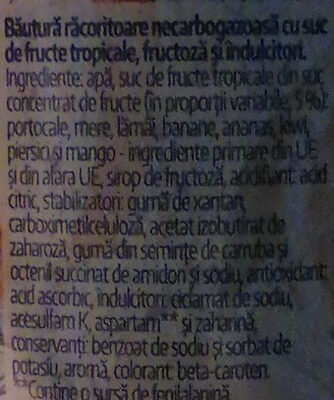 Băutură răcoritoare necarbogazoasă cu suc
de fructe tropicale, fructoză și îndulcitori.
Ingrediente: apă, suc de fructe tropicale din suc
concentrat de fructe (în proporții variabile, 5%):
portocale, mere, lămâi, banane, ananas, kiwi,
piersici și mango - ingrediente primare din UE
și din afara UE, sirop de fructoză, acidifiant: acid
citric, stabilizatori: gumă de xantan,
carboximetilceluloză, acetat izobutirat de
zaharoză, gumă din semințe de carruba și
octenil succinat de amidon și sodiu, antioxidant:
acid ascorbic, îndulcitori: ciclamat de sodiu,
acesulfam K, aspartam** și zaharină,
conservanți: benzoat de sodiu și sorbat de
potasiu, aromă, colorant: beta-caroten.
**Conține o sursă de fenilalanină.